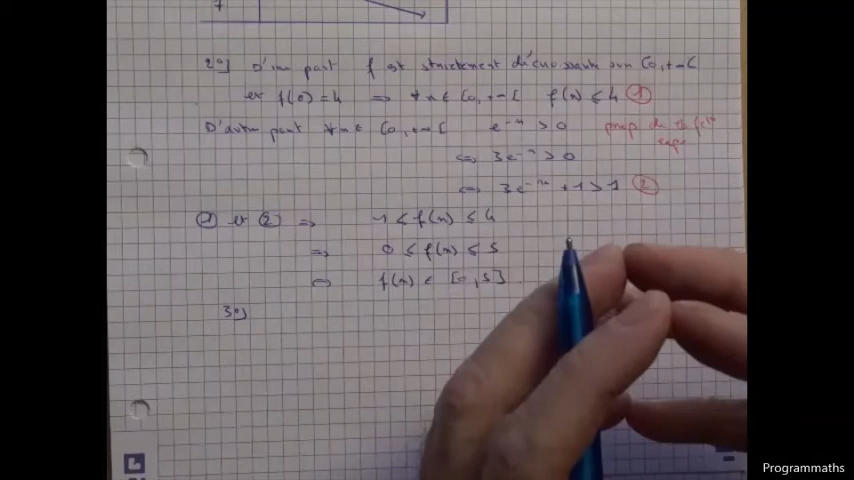 7
2°) D'une part f est strictement décroissante sur [0,+∞[
et f(0)=4 ⇒ ∀x∈[0,+∞[ f(x) ≤ 4 ①
D'autre part ∀x∈ [0,+∞[ e^{-x} > 0 prop de la fct°
expo
⇔ 3e^{-x} > 0
⇔ 3e^{-x} + 1 > 1 ②
① et ② ⇒ 1 < f(x) ≤ 4
⇒ 0 ≤ f(x) ≤ 5
⇔ f(x) ∈ [0,5]
3°)
Programmaths